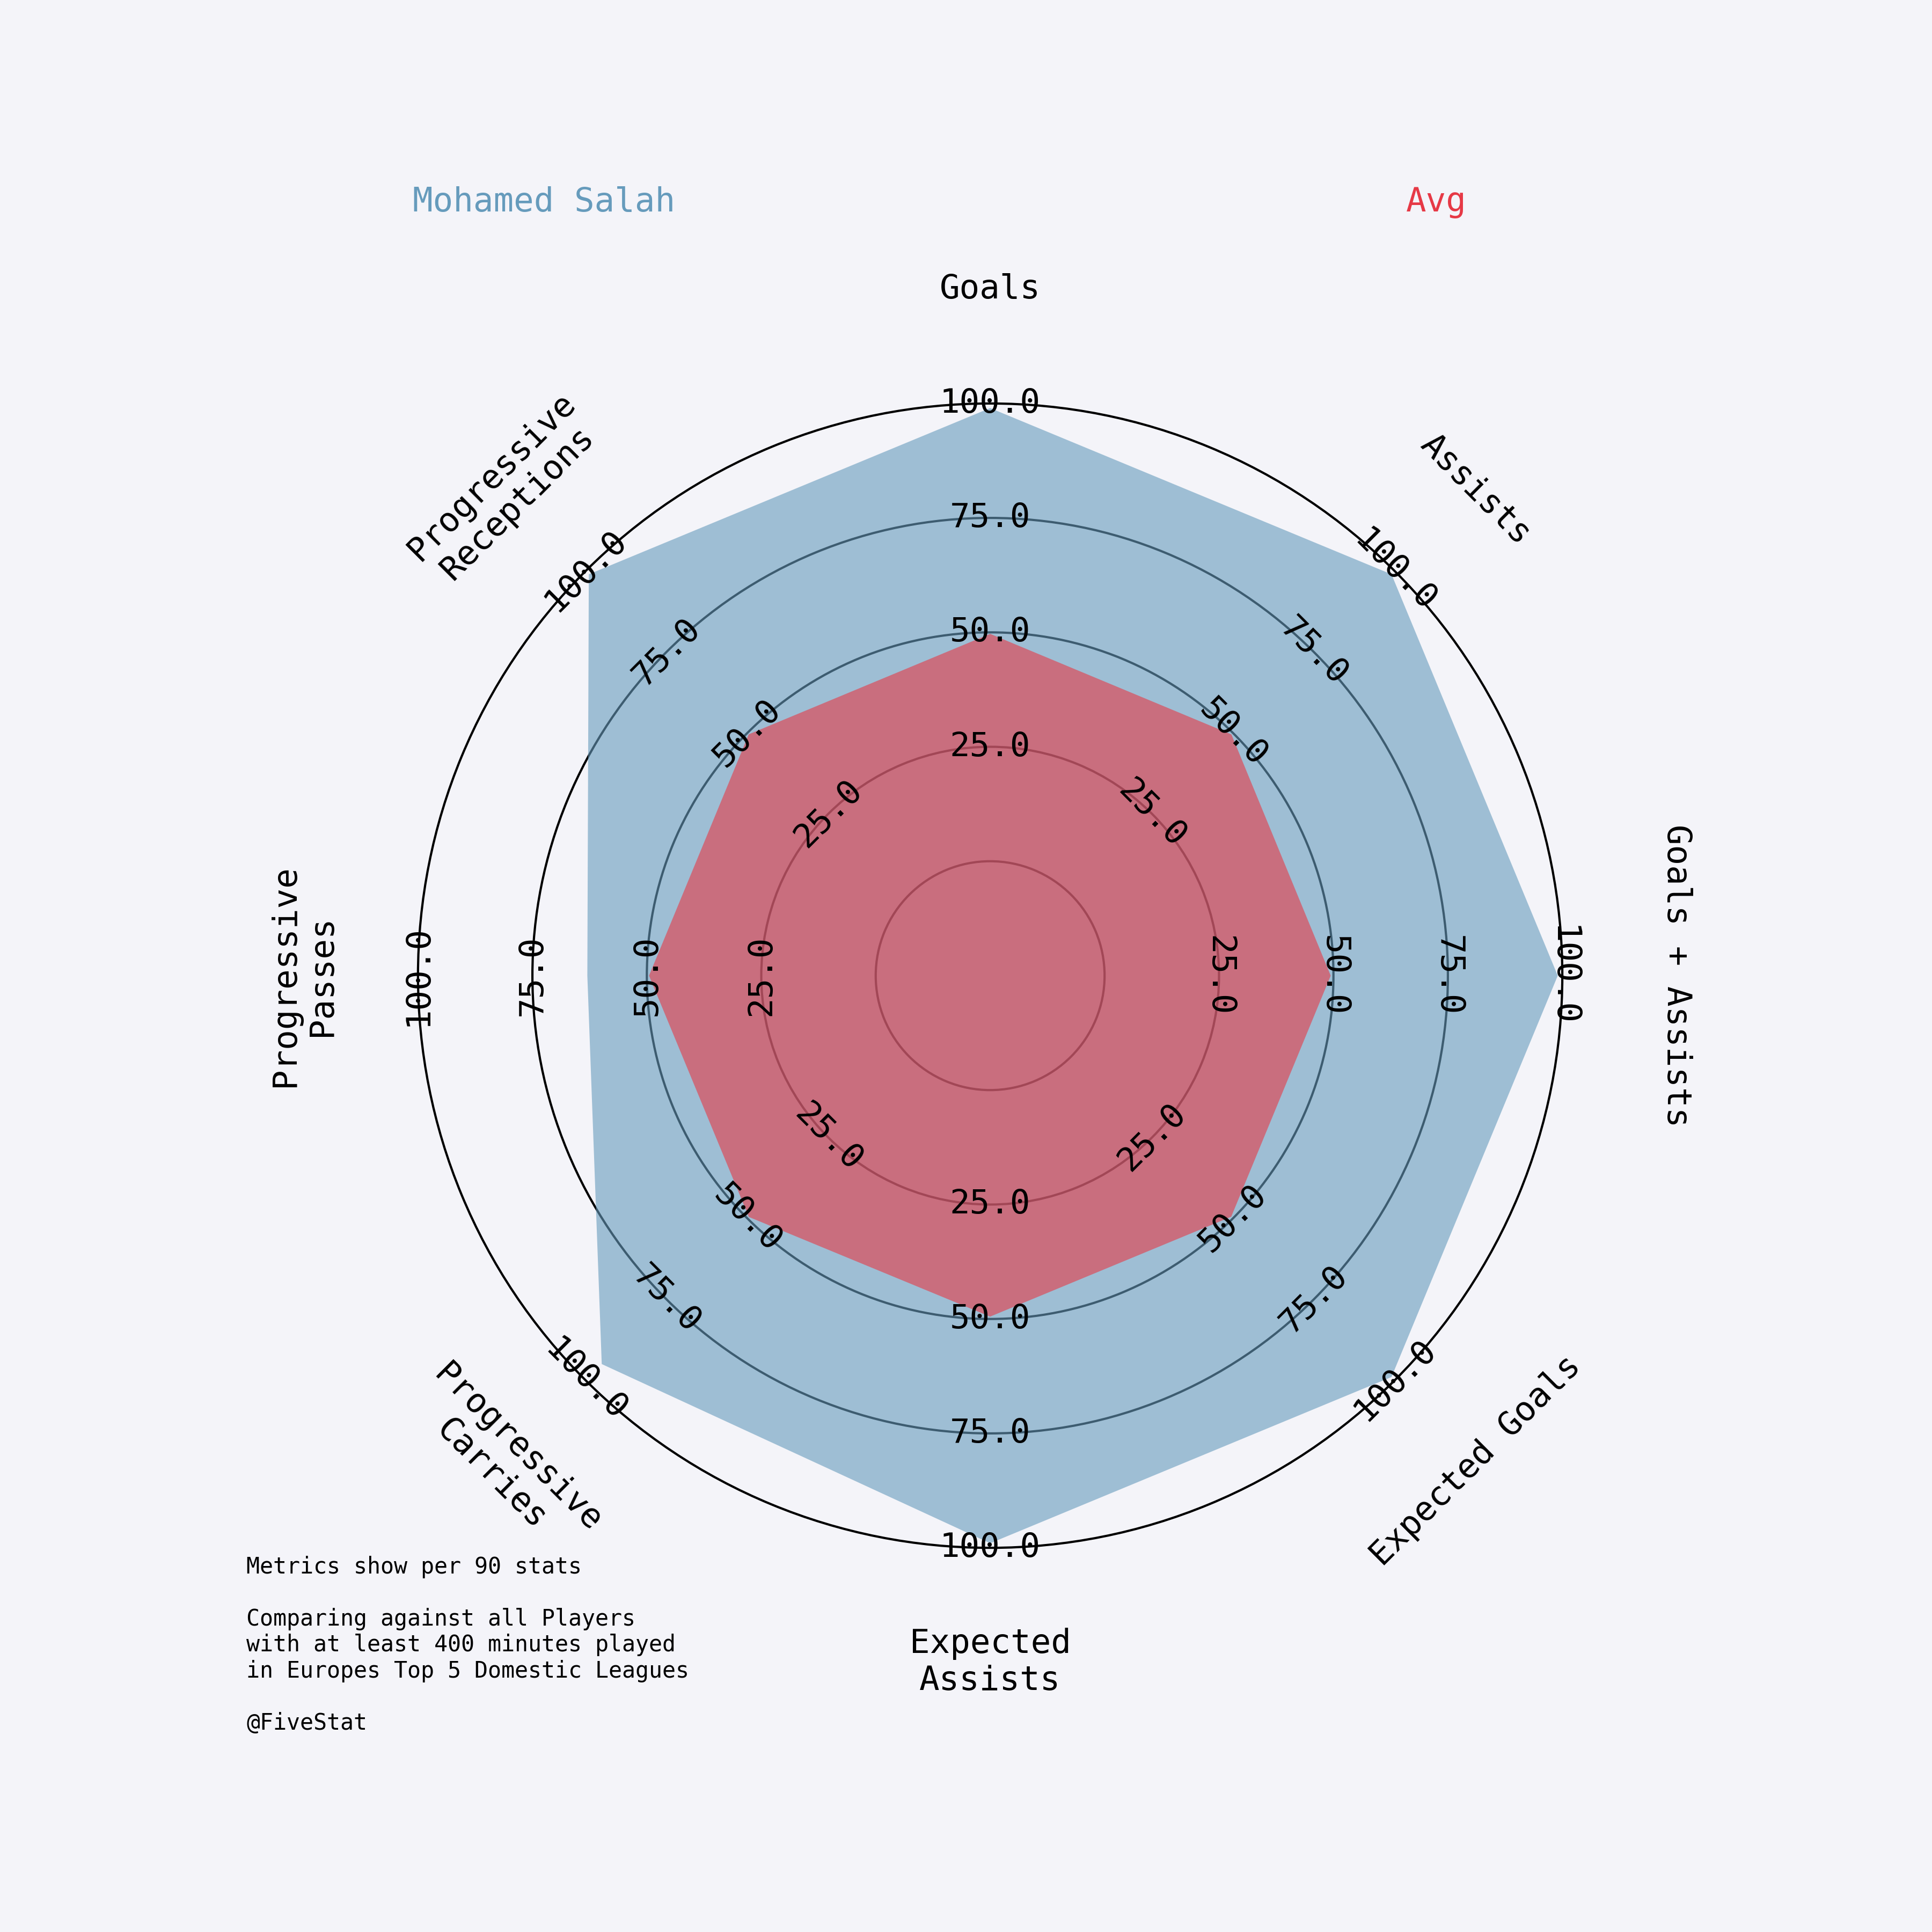 Mohamed Salah
Avg
Goals
Assists
Goals + Assists
Expected Goals
Expected
Assists
Progressive
Carries
Progressive
Passes
Progressive
Receptions
25.0
50.0
75.0
100.0
25.0
50.0
75.0
100.0
25.0
50.0
75.0
100.0
25.0
50.0
75.0
100.0
25.0
50.0
75.0
100.0
25.0
50.0
75.0
100.0
25.0
50.0
75.0
100.0
25.0
50.0
75.0
100.0
Metrics show per 90 stats
Comparing against all Players
with at least 400 minutes played
in Europes Top 5 Domestic Leagues
@FiveStat